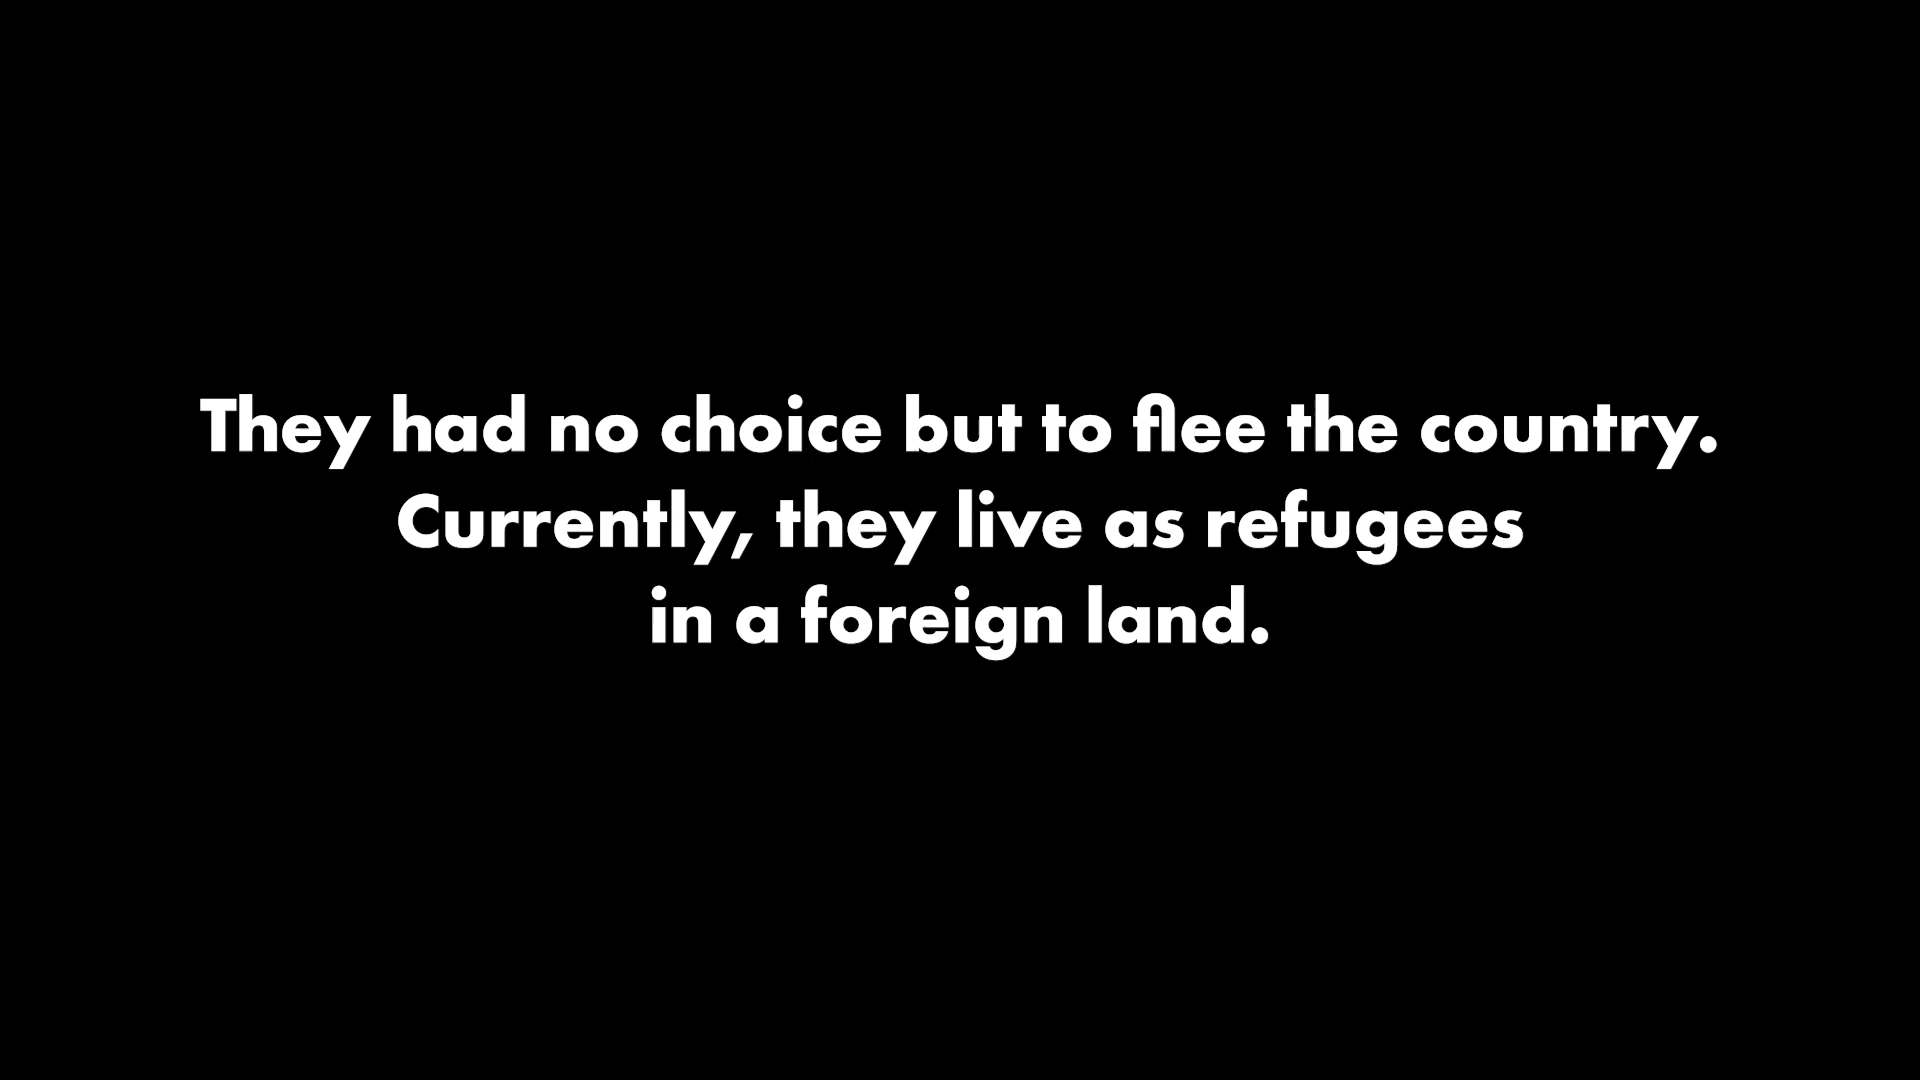 They had no choice but to flee the country.
Currently, they live as refugees
in a foreign land.